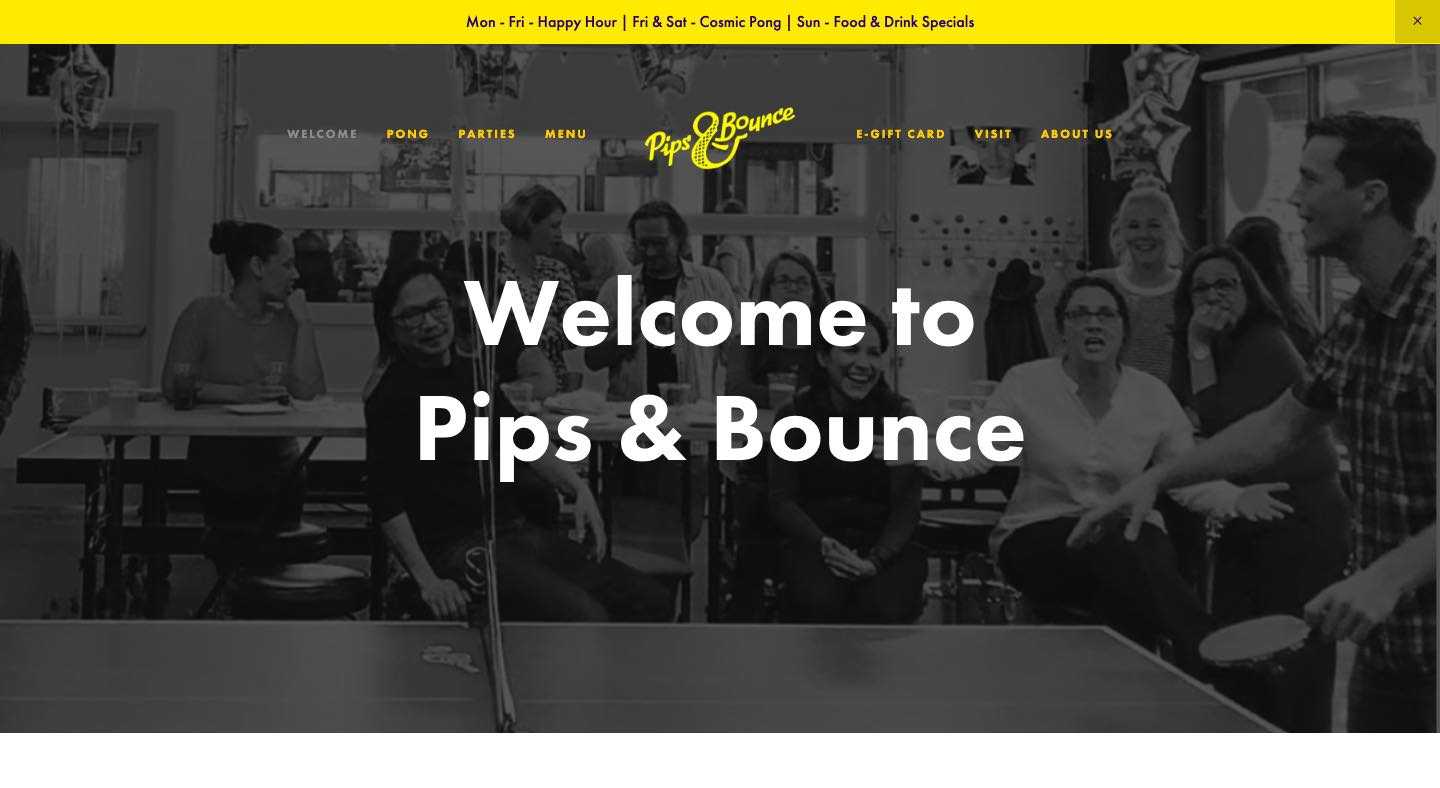 Mon - Fri - Happy Hour | Fri & Sat - Cosmic Pong | Sun - Food & Drink Specials
×
WELCOME PONG PARTIES MENU Pips & Bounce E-GIFT CARD VISIT ABOUT US
Welcome to
Pips & Bounce